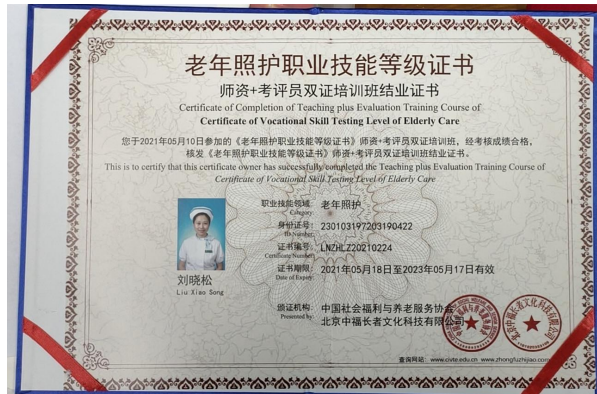 老年照护职业技能等级证书
师资+考评员双证培训班结业证书
Certificate of Completion of Teaching plus Evaluation Training Course of
Certificate of Vocational Skill Testing Level of Elderly Care
您于2021年05月10日参加的《老年照护职业技能等级证书》师资+考评员双证培训班，经考核成绩合格，
核发《老年照护职业技能等级证书》师资+考评员双证培训班结业证书。
This is to certify that this certificate owner has successfully completed the Teaching plus Evaluation Training Course of
Certificate of Vocational Skill Testing Level of Elderly Care
职业技能领域: 老年照护
Category
身份证号: 230103197203190422
ID Number
证书编号: LNZHLZ20210224
Certificate Number
证书期限: 2021年05月18日至2023年05月17日有效
Date of Expiry
刘晓松
Liu Xiao Song
颁证机构: 中国社会福利与养老服务协会
Presented by: 北京中福长者文化科技有限公司
查询网站: www.civte.edu.cn www.zhongfuzhijiao.com